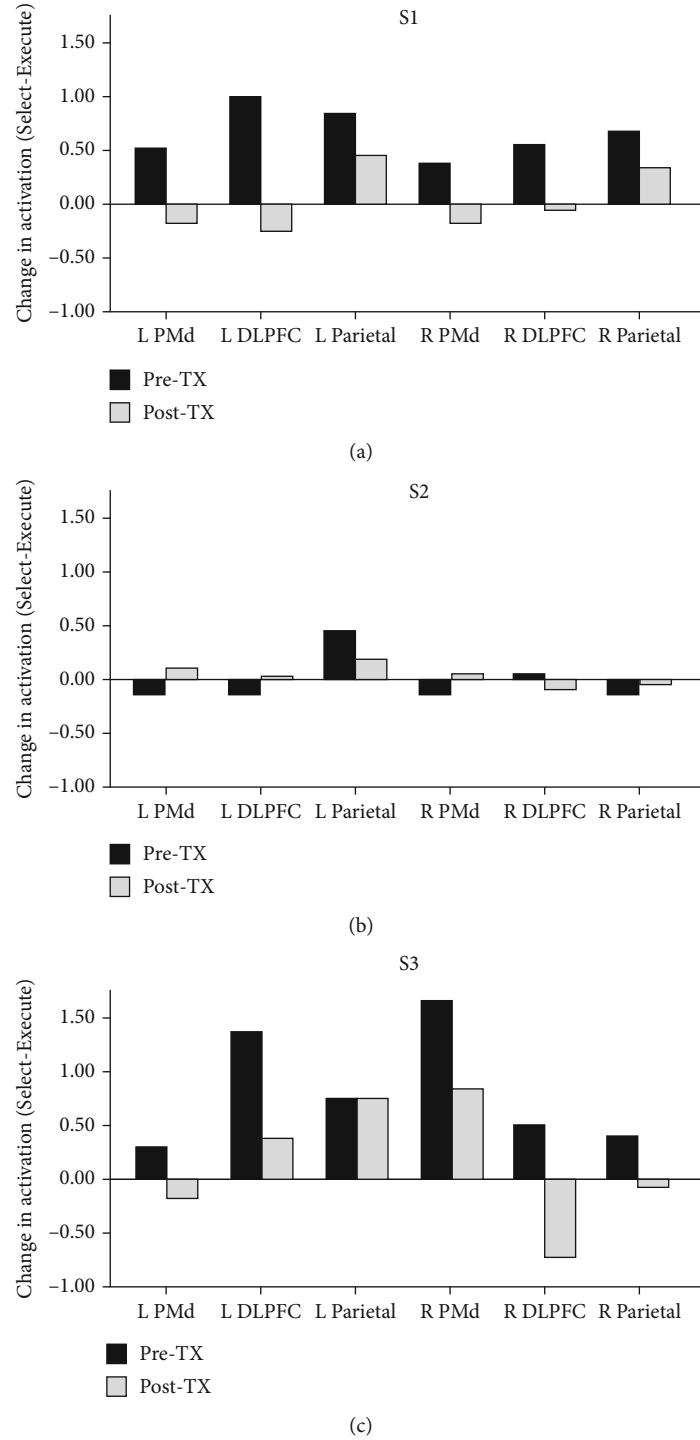 S1
Change in activation (Select-Execute)
1.50
1.00
0.50
0.00
–0.50
–1.00
L PMd L DLPFC L Parietal R PMd R DLPFC R Parietal
Pre-TX
Post-TX
(a)
S2
Change in activation (Select-Execute)
1.50
1.00
0.50
0.00
–0.50
–1.00
L PMd L DLPFC L Parietal R PMd R DLPFC R Parietal
Pre-TX
Post-TX
(b)
S3
Change in activation (Select-Execute)
1.50
1.00
0.50
0.00
–0.50
–1.00
L PMd L DLPFC L Parietal R PMd R DLPFC R Parietal
Pre-TX
Post-TX
(c)